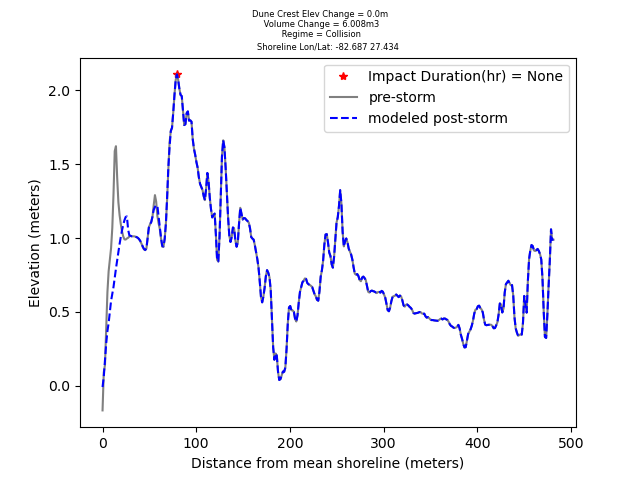 Dune Crest Elev Change = 0.0m
Volume Change = 6.008m3
Regime = Collision
Shoreline Lon/Lat: -82.687 27.434
Impact Duration(hr) = None
pre-storm
modeled post-storm
Elevation (meters)
2.0
1.5
1.0
0.5
0.0
0 100 200 300 400 500
Distance from mean shoreline (meters)